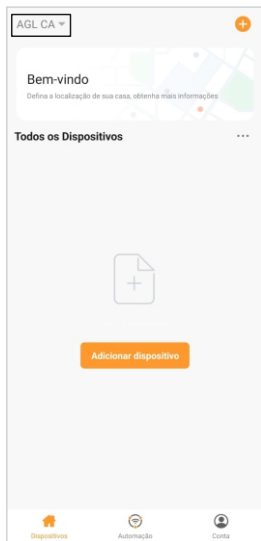 AGL CA
Bem-vindo
Defina a localização de sua casa, obtenha mais informações
Todos os Dispositivos
Adicionar dispositivo
Dispositivos Automação Conta